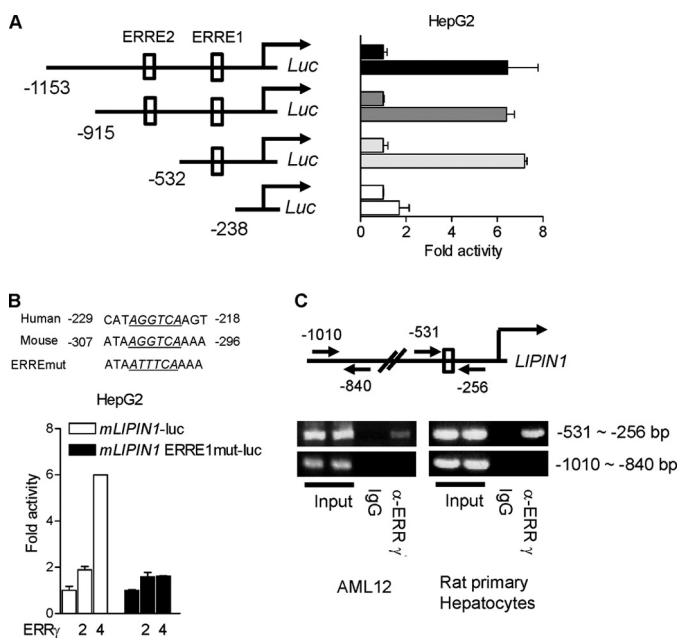 A
HepG2
ERRE2 ERRE1
Luc
-1153
Luc
-915
Luc
-532
Luc
-238
0 2 4 6 8
Fold activity
B
Human -229 CATAGGTCAAGT -218
Mouse -307 ATAAGGTCAAAA -296
ERREmut ATAATTTCAAAA
HepG2
mLIPIN1-luc
mLIPIN1 ERRE1mut-luc
Fold activity
8
6
4
2
0
ERRγ 2 4 2 4
C
-1010 -531
-840 -256
LIPIN1
-531 ~ -256 bp
-1010 ~ -840 bp
Input IgG α-ERR γ Input IgG α-ERR γ
AML12
Rat primary
Hepatocytes